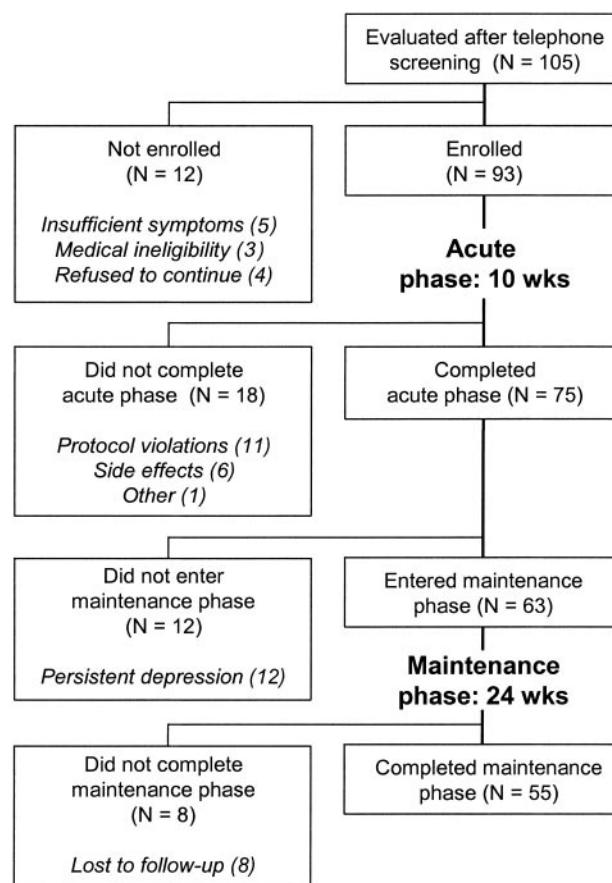 Evaluated after telephone
screening (N = 105)
Not enrolled
(N = 12)
Insufficient symptoms (5)
Medical ineligibility (3)
Refused to continue (4)
Enrolled
(N = 93)
Acute
phase: 10 wks
Did not complete
acute phase (N = 18)
Protocol violations (11)
Side effects (6)
Other (1)
Completed
acute phase (N = 75)
Did not enter
maintenance phase
(N = 12)
Persistent depression (12)
Entered maintenance
phase (N = 63)
Maintenance
phase: 24 wks
Did not complete
maintenance phase
(N = 8)
Lost to follow-up (8)
Completed maintenance
phase (N = 55)